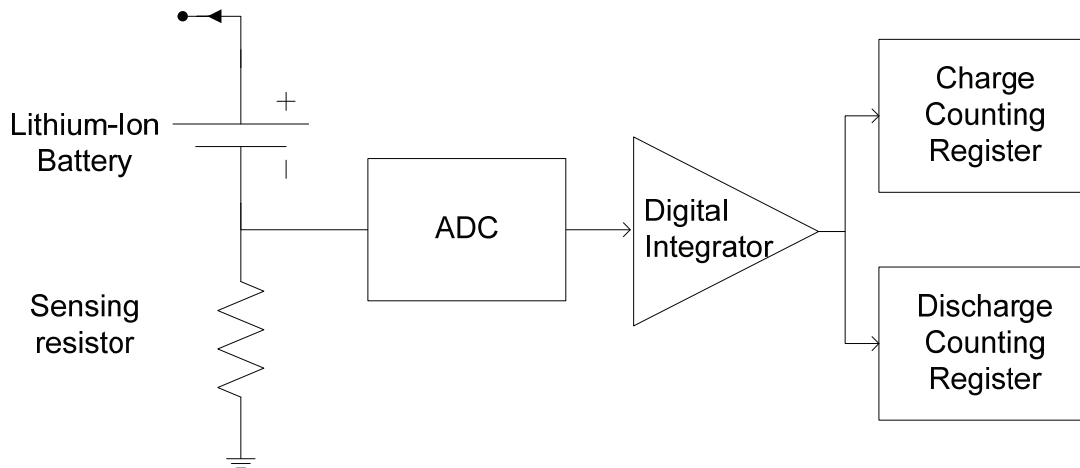 Lithium-Ion
Battery
+
-
Sensing
resistor
ADC
Digital
Integrator
Charge
Counting
Register
Discharge
Counting
Register